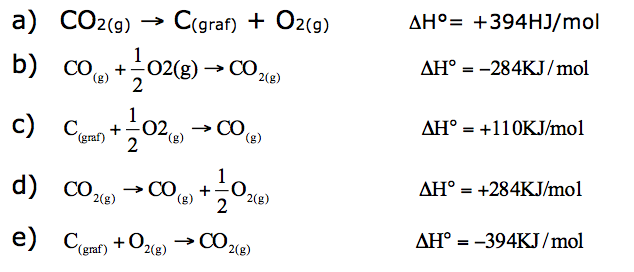 a) CO2(g) → C(graf) + O2(g) ΔHº= +394HJ/mol
b) CO(g) + 1/2 O2(g) → CO2(g) ΔH° = –284KJ/mol
c) C(graf) + 1/2 O2(g) → CO(g) ΔH° = +110KJ/mol
d) CO2(g) → CO(g) + 1/2 O2(g) ΔH° = +284KJ/mol
e) C(graf) + O2(g) → CO2(g) ΔH° = –394KJ/mol